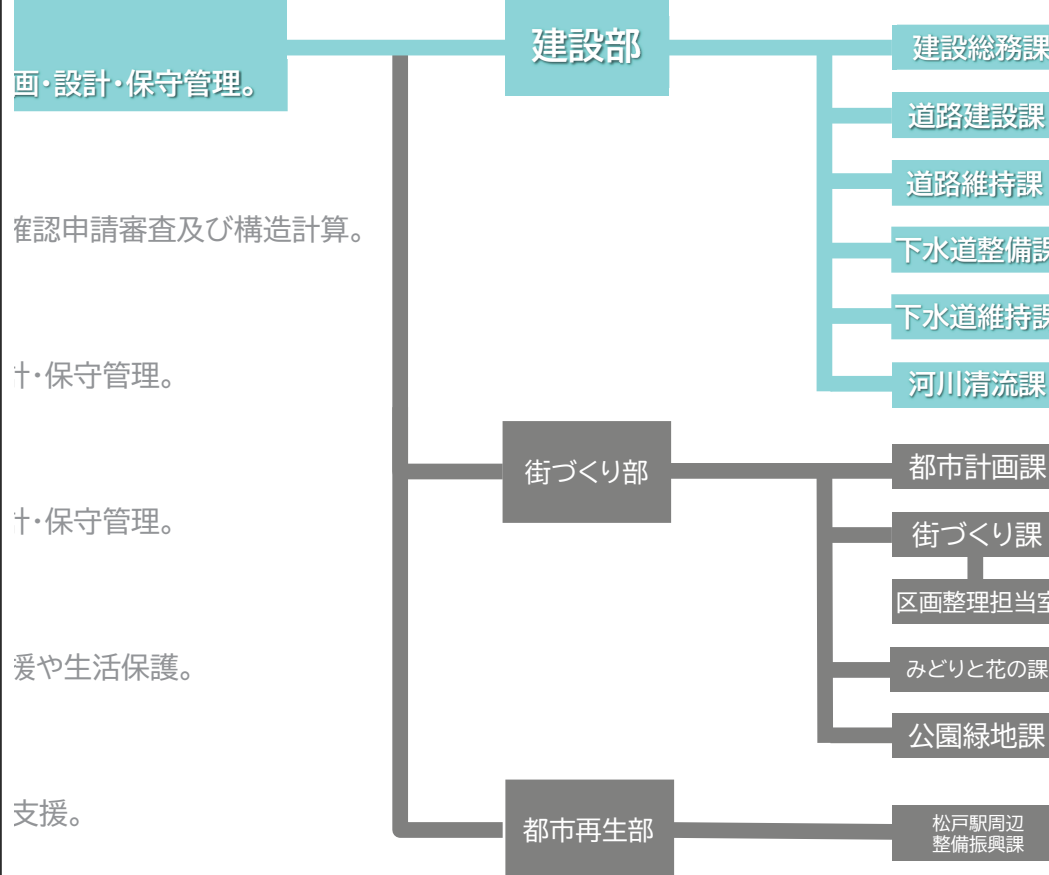 画・設計・保守管理。
確認申請審査及び構造計算。
計・保守管理。
計・保守管理。
援や生活保護。
支援。
建設部
建設総務課
道路建設課
道路維持課
下水道整備課
下水道維持課
河川清流課
街づくり部
都市計画課
街づくり課
区画整理担当室
みどりと花の課
公園緑地課
都市再生部
松戸駅周辺
整備振興課